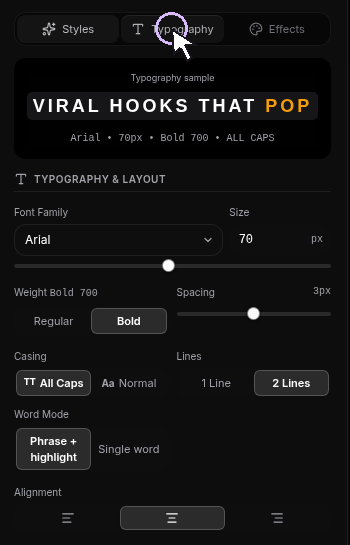 Styles Typography Effects
Typography sample
VIRAL HOOKS THAT POP
Arial • 70px • Bold 700 • ALL CAPS
TYPOGRAPHY & LAYOUT
Font Family Size
Arial 70 px
Weight Bold 700 Spacing 3px
Regular Bold
Casing Lines
TT All Caps Aa Normal 1 Line 2 Lines
Word Mode
Phrase +
highlight Single word
Alignment